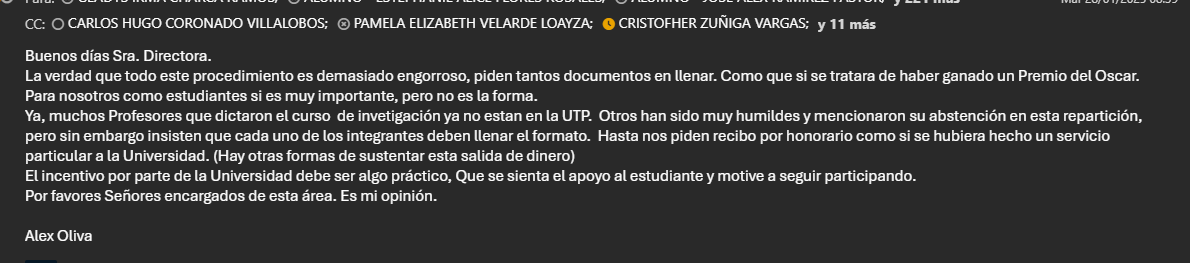 CC: CARLOS HUGO CORONADO VILLALOBOS; PAMELA ELIZABETH VELARDE LOAYZA; CRISTOFHER ZUÑIGA VARGAS; y 11 más
Buenos días Sra. Directora.
La verdad que todo este procedimiento es demasiado engorroso, piden tantos documentos en llenar. Como que si se tratara de haber ganado un Premio del Oscar.
Para nosotros como estudiantes si es muy importante, pero no es la forma.
Ya, muchos Profesores que dictaron el curso de invetigación ya no estan en la UTP. Otros han sido muy humildes y mencionaron su abstención en esta repartición,
pero sin embargo insisten que cada uno de los integrantes deben llenar el formato. Hasta nos piden recibo por honorario como si se hubiera hecho un servicio
particular a la Universidad. (Hay otras formas de sustentar esta salida de dinero)
El incentivo por parte de la Universidad debe ser algo práctico, Que se sienta el apoyo al estudiante y motive a seguir participando.
Por favores Señores encargados de esta área. Es mi opinión.
Alex Oliva